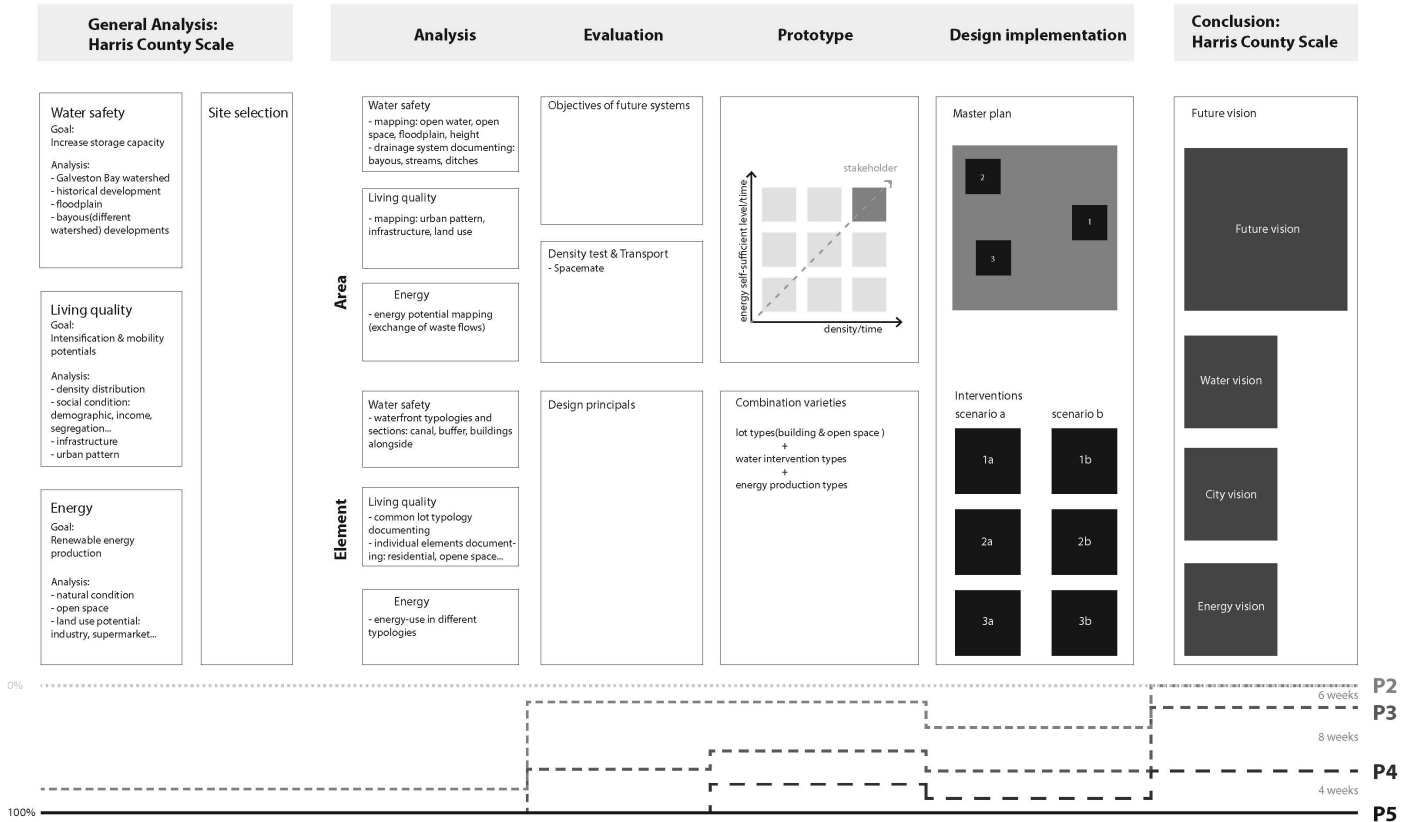 General Analysis:
Harris County Scale
Analysis
Evaluation
Prototype
Design implementation
Conclusion:
Harris County Scale
Water safety
Goal:
Increase storage capacity
Analysis:
- Galveston Bay watershed
- historical development
- floodplain
- bayous(different
watershed) developments
Living quality
Goal:
Intensification & mobility
potentials
Analysis:
- density distribution
- social condition:
demographic, income,
segregation...
- infrastructure
- urban pattern
Energy
Goal:
Renewable energy
production
Analysis:
- natural condition
- open space
- land use potential:
industry, supermarket...
Site selection
Area
Water safety
- mapping: open water, open
space, floodplain, height
- drainage system documenting:
bayous, streams, ditches
Living quality
- mapping: urban pattern,
infrastructure, land use
Energy
- energy potential mapping
(exchange of waste flows)
Element
Water safety
- waterfront typologies and
sections: canal, buffer, buildings
alongside
Living quality
- common lot typology
documenting
- individual elements document-
ing: residential, opene space...
Energy
- energy-use in different
typologies
Objectives of future systems
Density test & Transport
- Spacemate
Design principals
stakeholder
energy self-sufficient level/time
density/time
Combination varieties
lot types(building & open space )
+
water intervention types
+
energy production types
Master plan
2
1
3
Interventions
scenario a
scenario b
1a
1b
2a
2b
3a
3b
Future vision
Future vision
Water vision
City vision
Energy vision
0%
P2
6 weeks
P3
8 weeks
P4
4 weeks
100%
P5